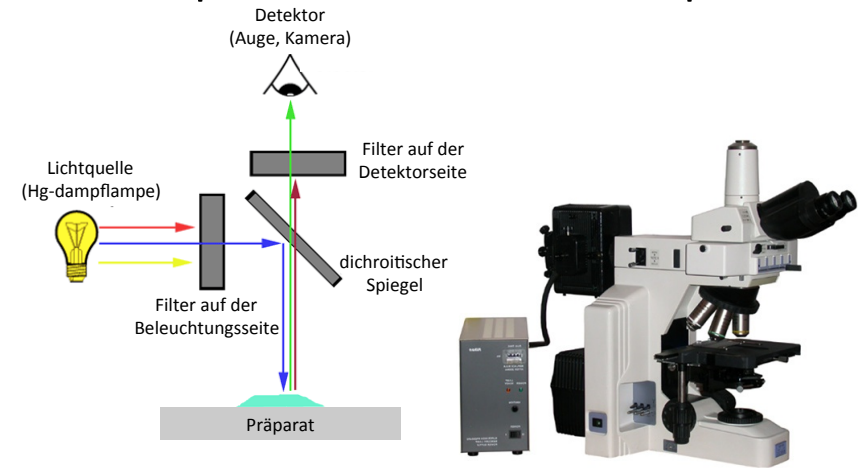 Detektor
(Auge, Kamera)
Filter auf der
Detektorseite
Lichtquelle
(Hg-dampflampe)
dichroitischer
Spiegel
Filter auf der
Beleuchtungsseite
Präparat